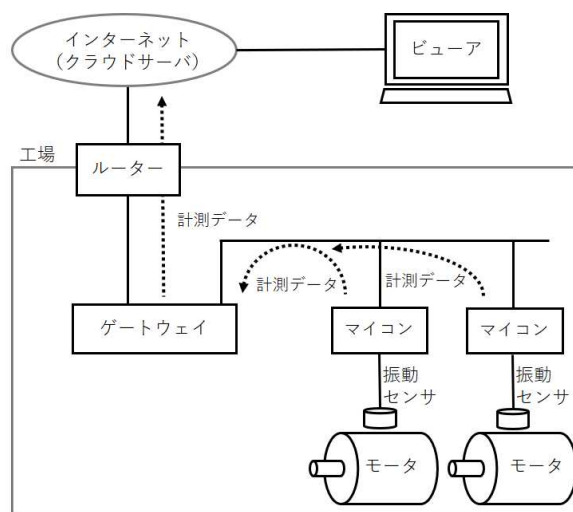 インターネット
（クラウドサーバ）
ビューア
工場
ルーター
計測データ
計測データ
計測データ
ゲートウェイ
マイコン
マイコン
振動
センサ
振動
センサ
モータ
モータ